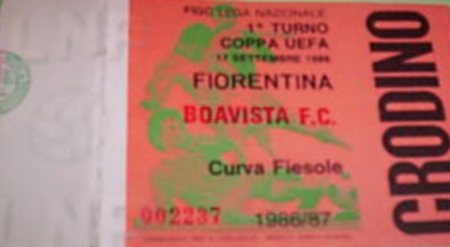 FIGC LEGA NAZIONALE
1° TURNO
COPPA UEFA
17 SETTEMBRE 1986
FIORENTINA
BOAVISTA F.C.
Curva Fiesole
002237 1986/87
CRODINO